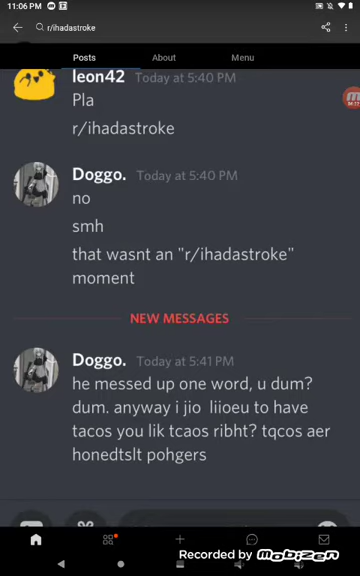 11:06 PM
r/ihadastroke
Posts About Menu
leon42 Today at 5:40 PM
Pla
r/ihadastroke
Doggo. Today at 5:40 PM
no
smh
that wasnt an "r/ihadastroke"
moment
NEW MESSAGES
Doggo. Today at 5:41 PM
he messed up one word, u dum?
dum. anyway i jio liioeu to have
tacos you lik tcaos ribht? tqcos aer
honedtslt pohgers
Recorded by mobizen